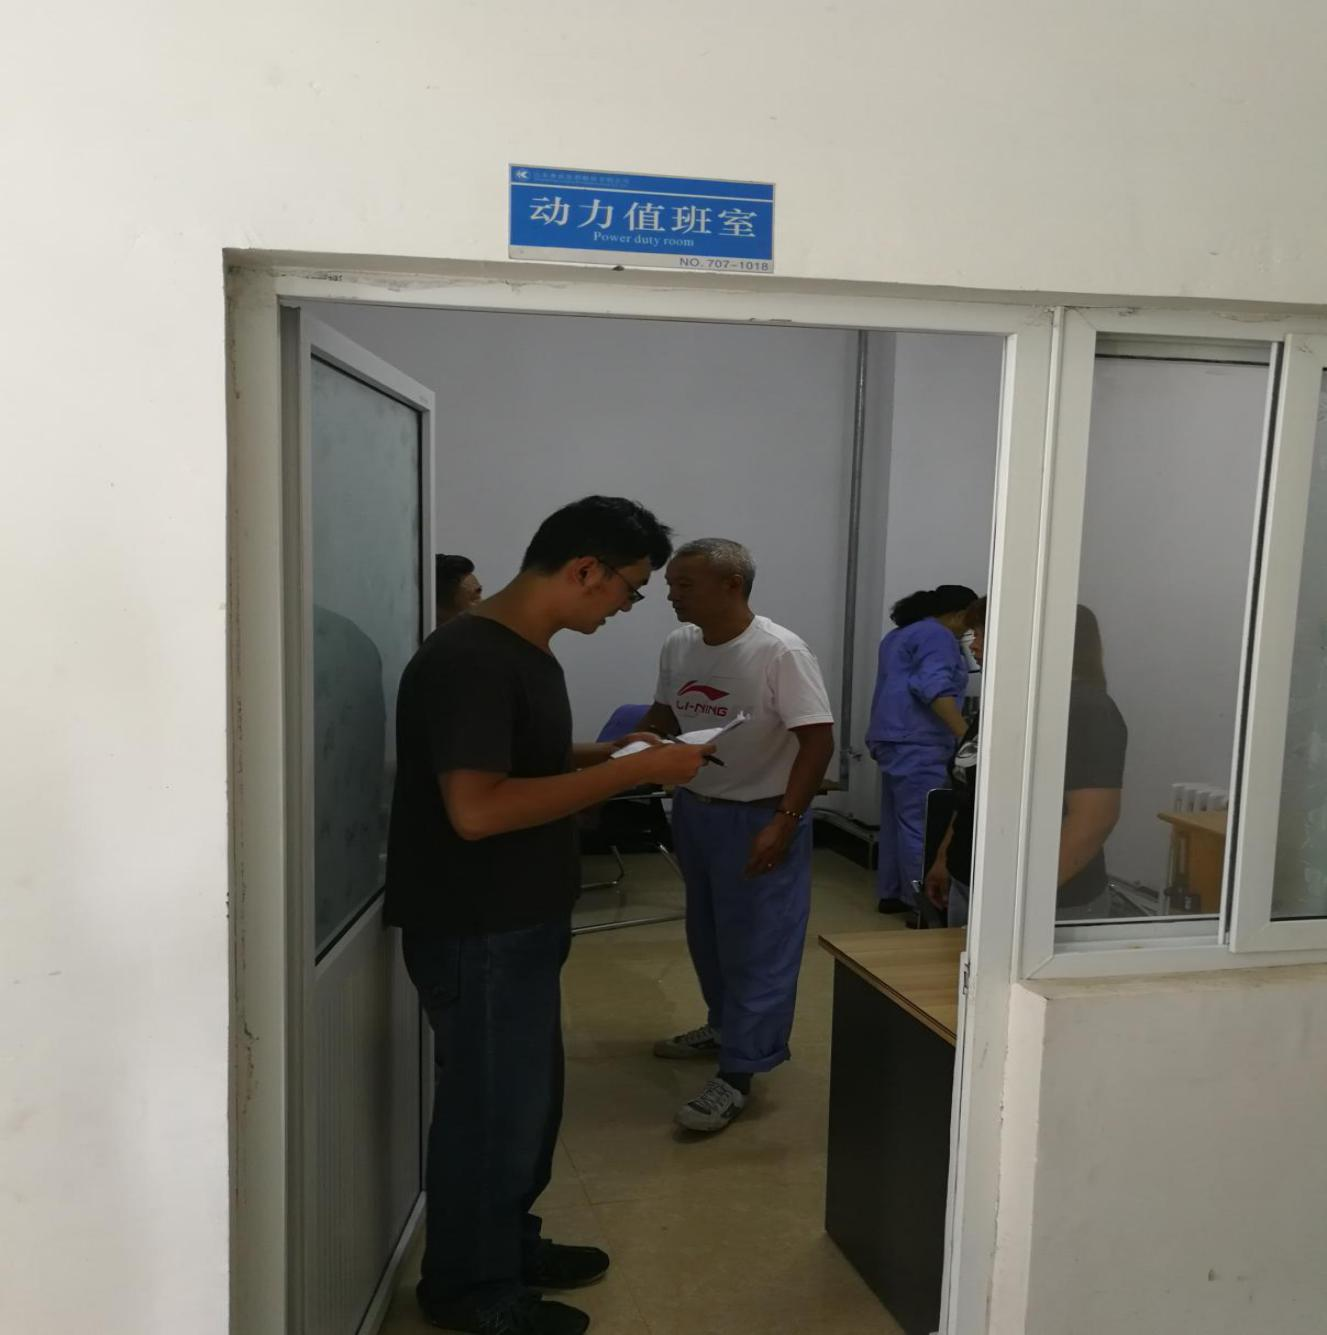 动力值班室
Power duty room
NO.707-1018
LI-NING